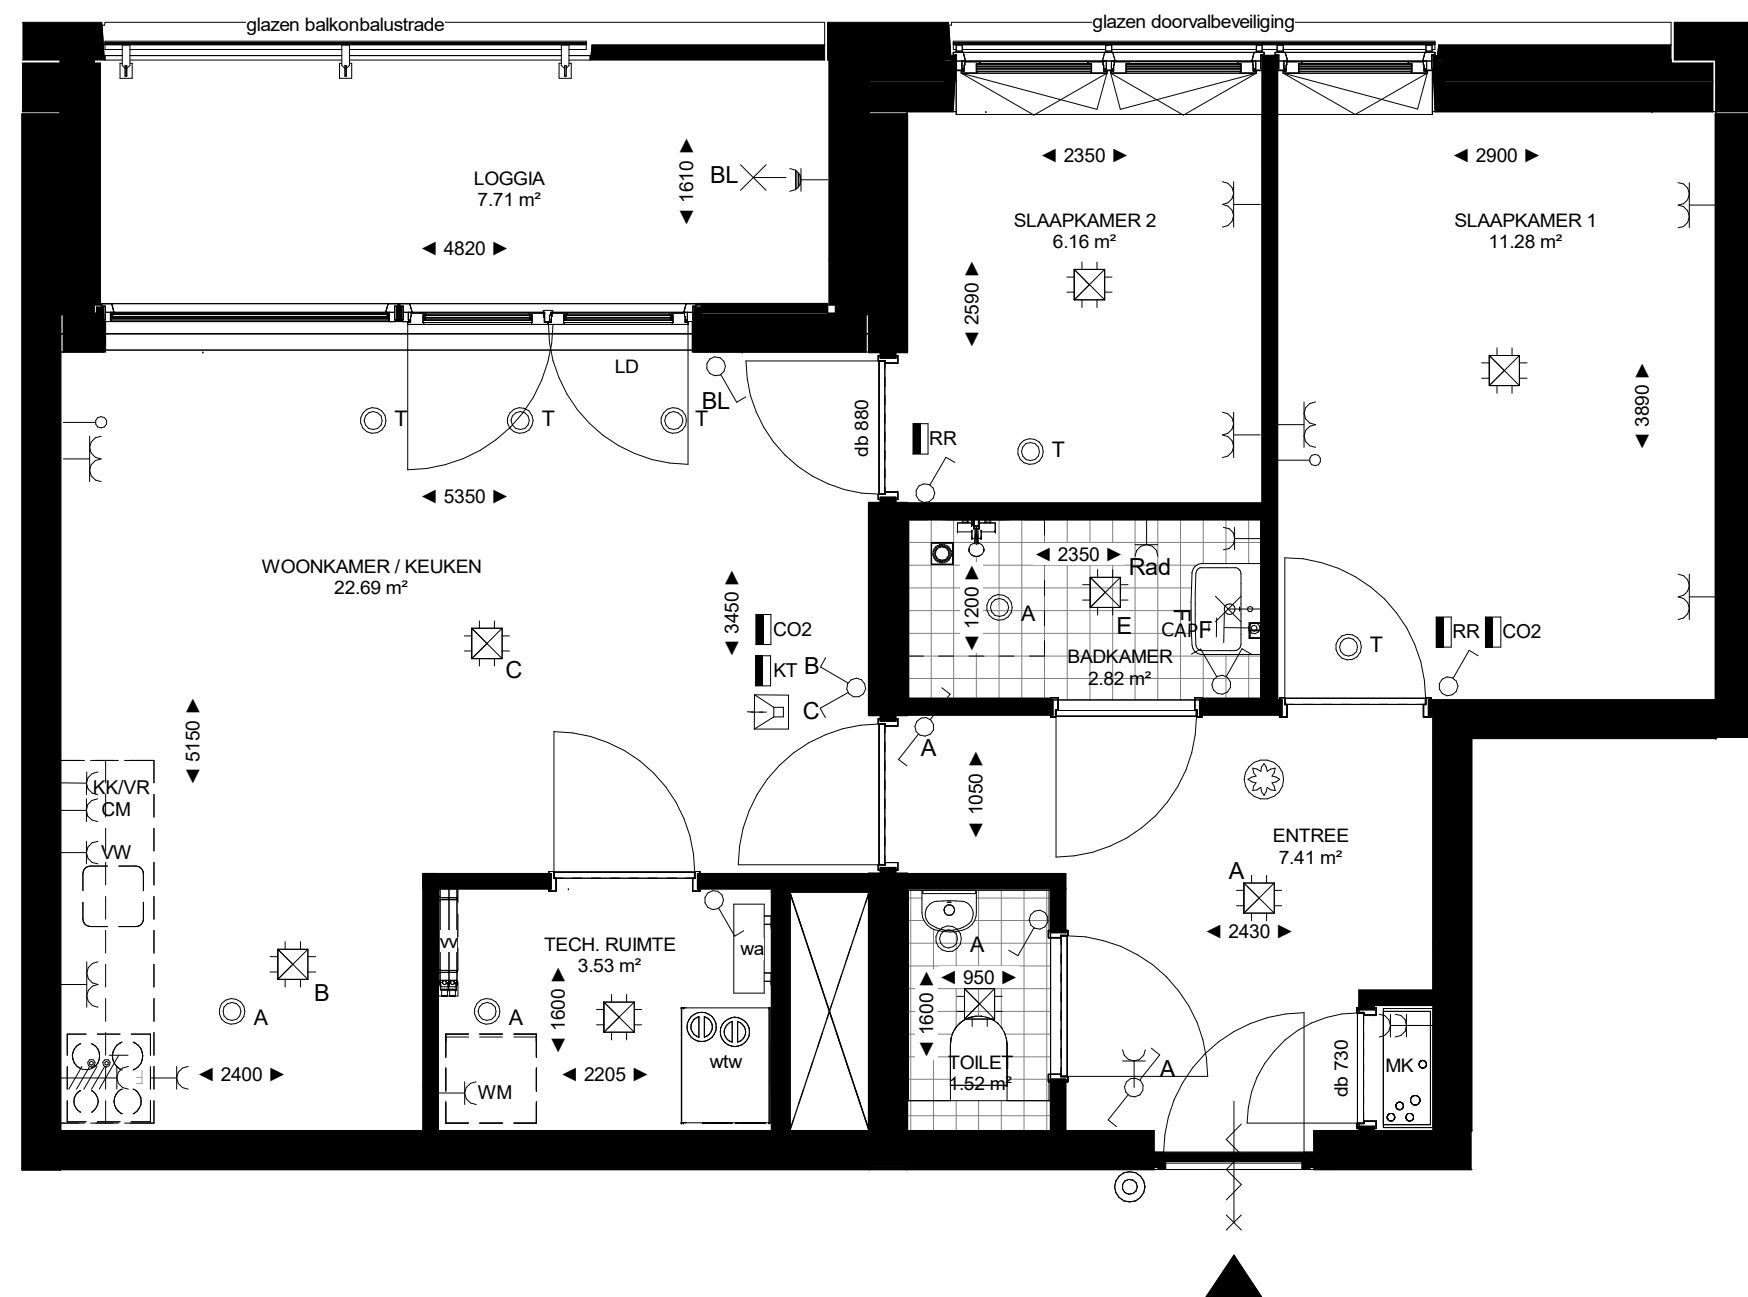 glazen balkonbalustrade
glazen doorvalbeveiliging
LOGGIA
7.71 m²
1610
BL
4820
2350
SLAAPKAMER 2
6.16 m²
2590
2900
SLAAPKAMER 1
11.28 m²
3890
LD
BL
db 880
T
T
T
RR
T
5350
WOONKAMER / KEUKEN
22.69 m²
3450
CO2
KT
B
C
C
2350
Rad
1200
A
E
F
CAPF
BADKAMER
2.82 m²
T
RR
CO2
5150
A
1050
KK/VR
CM
VW
ENTREE
7.41 m²
A
2430
B
A
2400
VV
TECH. RUIMTE
3.53 m²
wa
A
1600
wtw
2205
WM
A
950
1600
TOILET
1.52 m²
A
db 730
MK